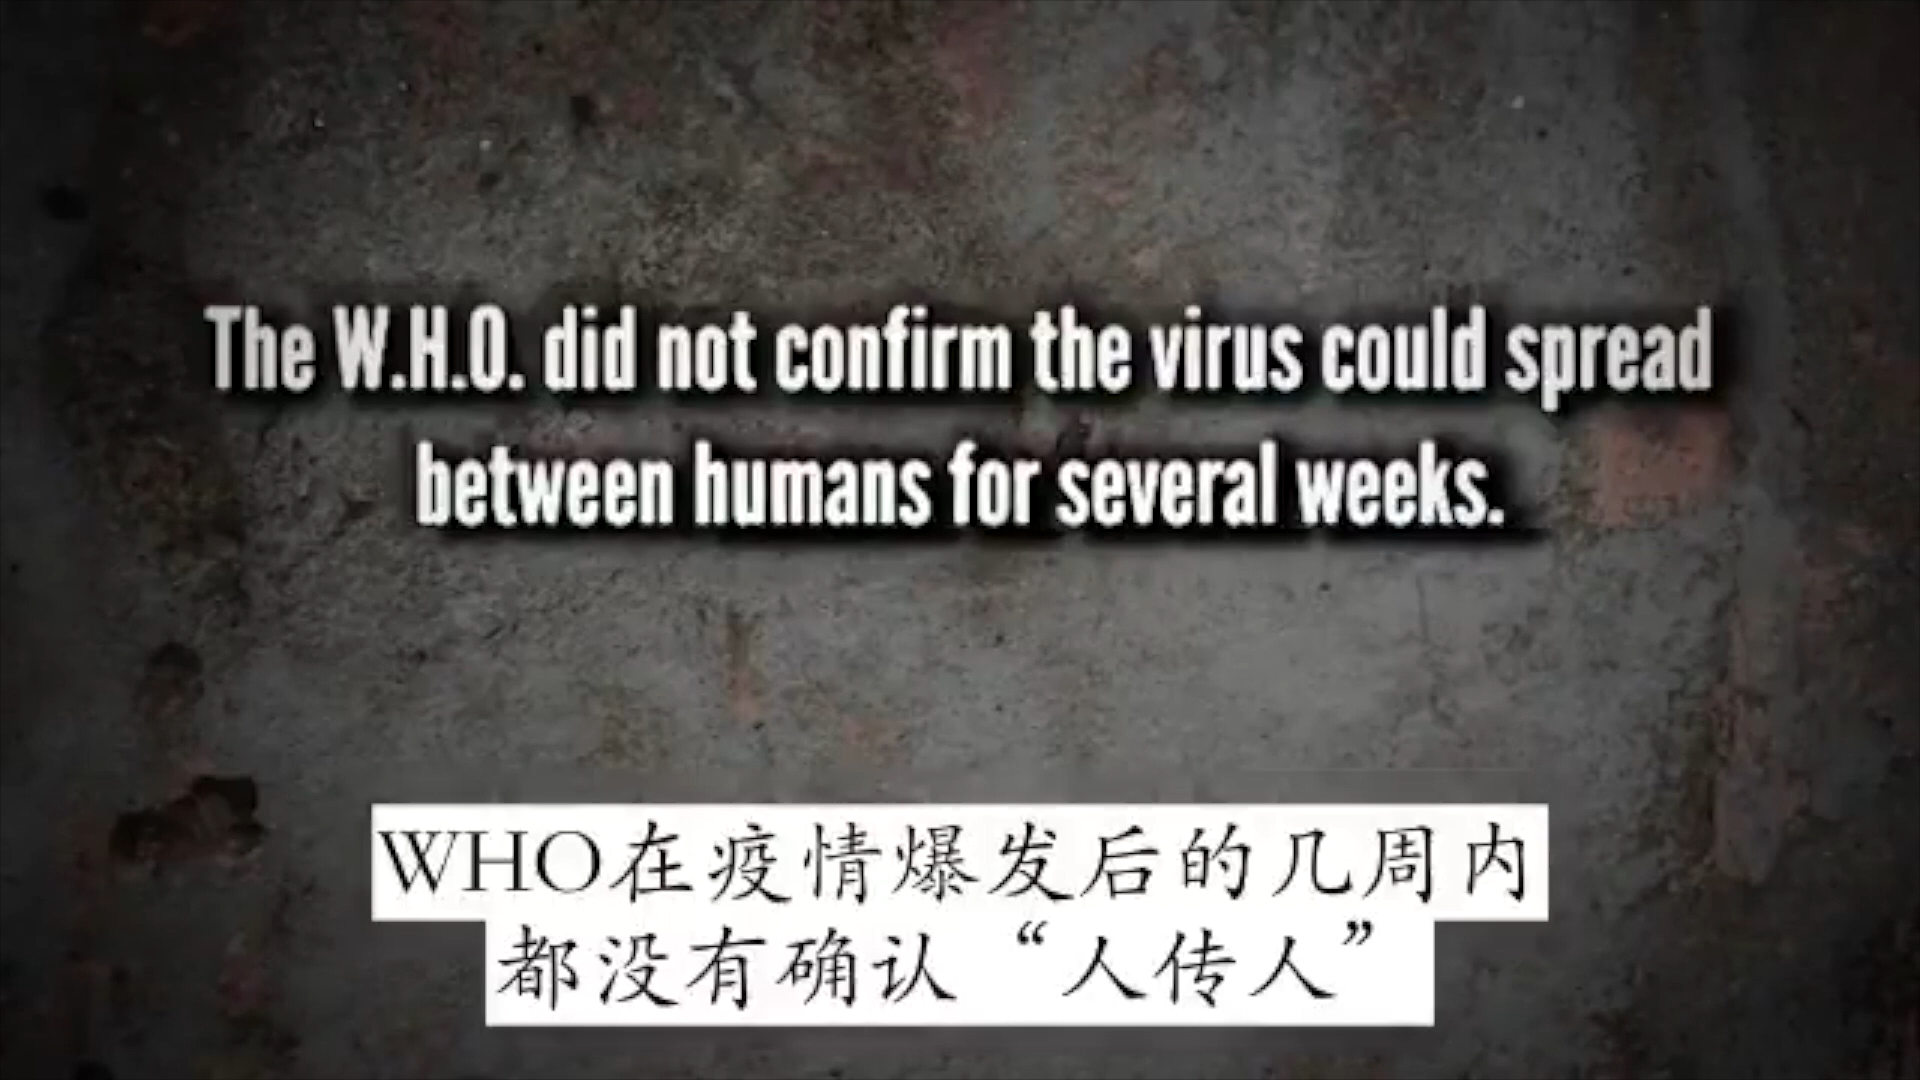 The W.H.O. did not confirm the virus could spread
between humans for several weeks.
WHO在疫情爆发后的几周内
都没有确认“人传人”